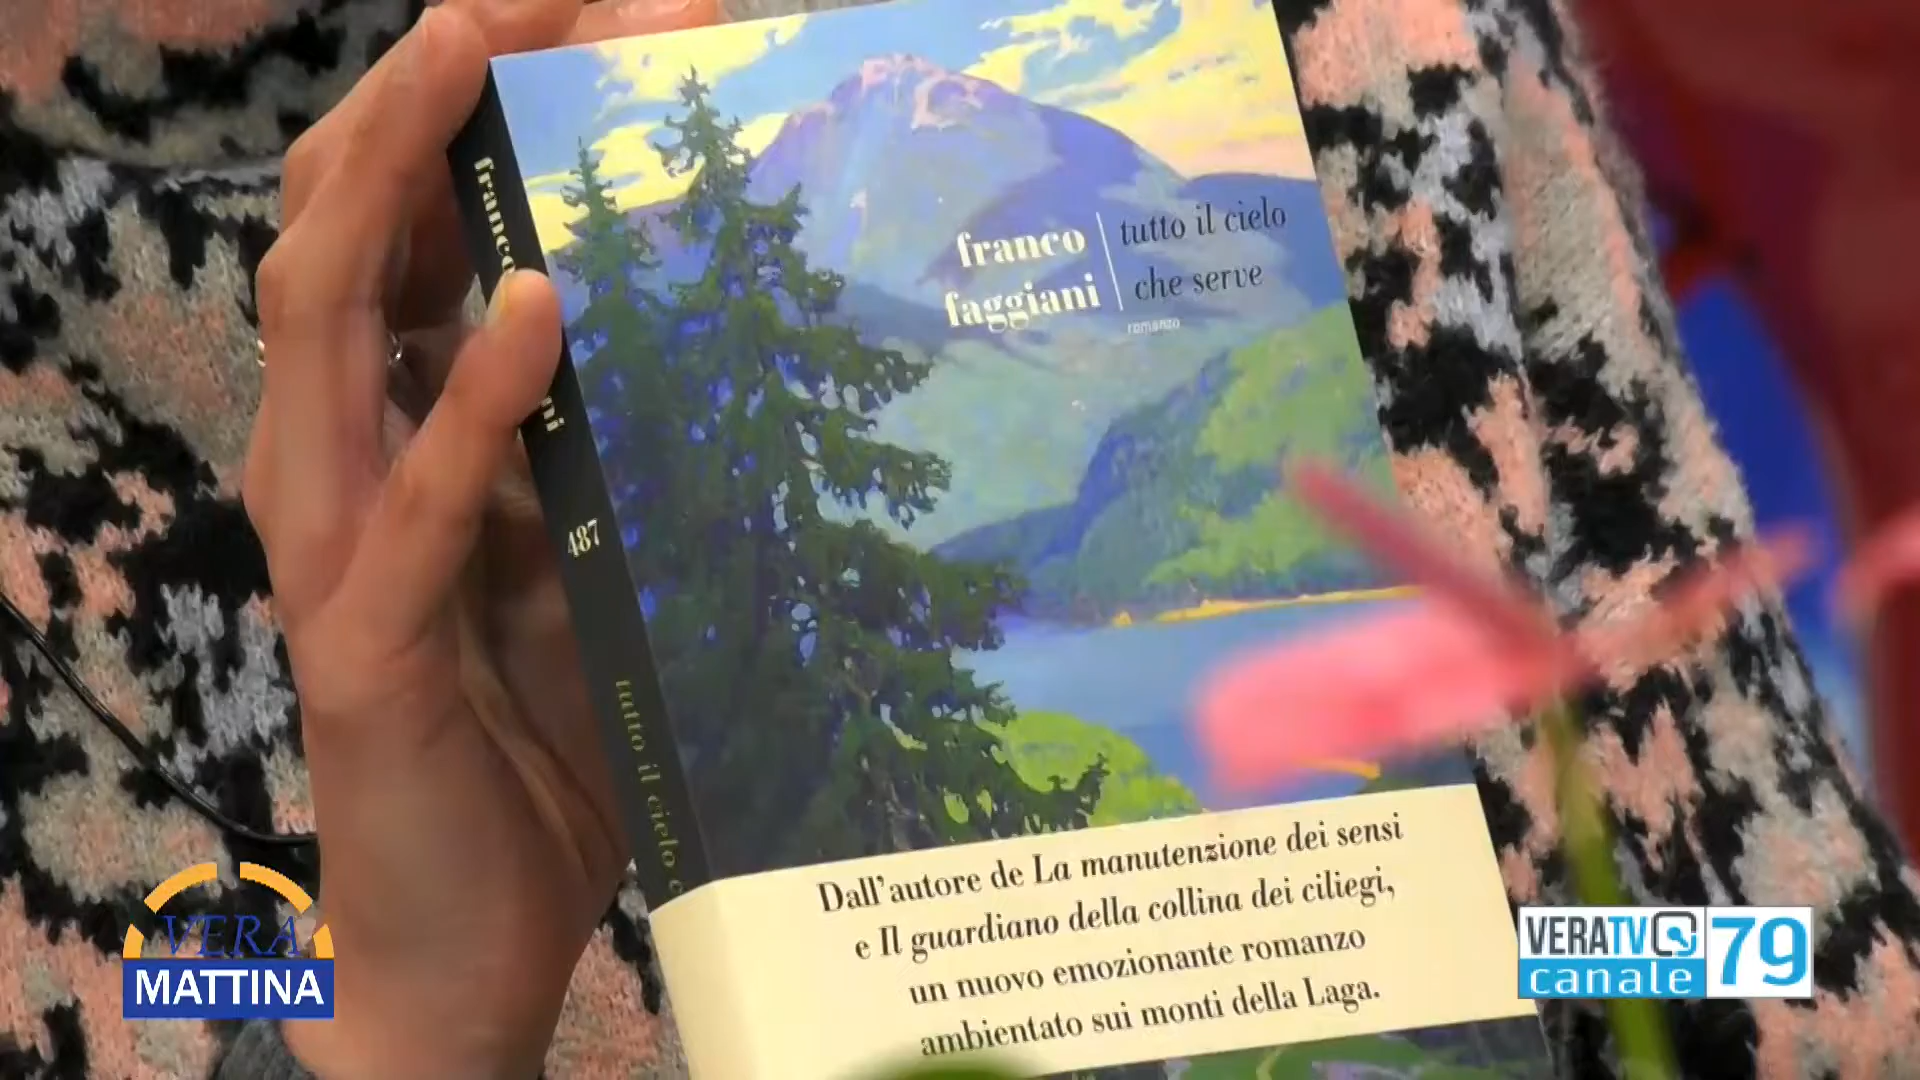 franco
faggiani
tutto il cielo
che serve
romanzo
franco
487
tutto il cielo
Dall'autore de La manutenzione dei sensi
e Il guardiano della collina dei ciliegi,
un nuovo emozionante romanzo
ambientato sui monti della Laga.
VERA
MATTINA
VERATV
canale
79